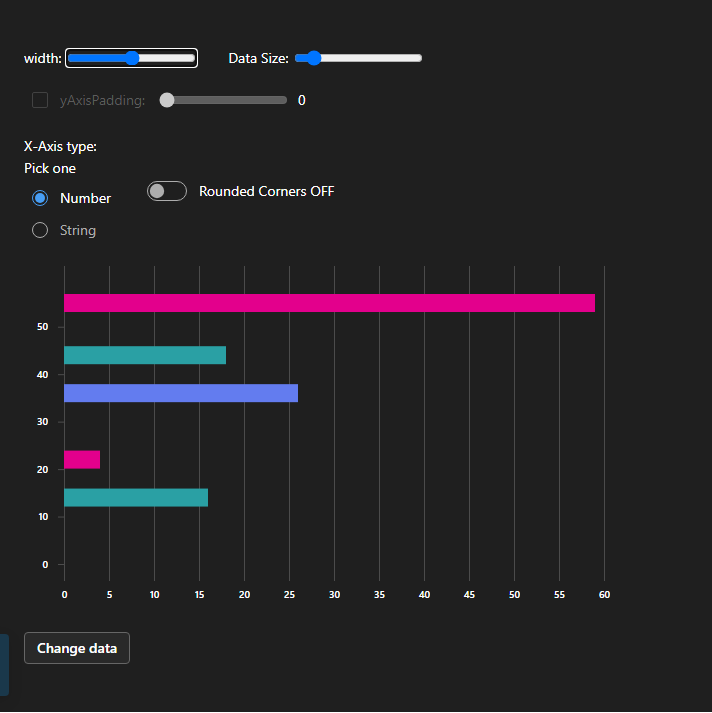 width: Data Size:
yAxisPadding: 0
X-Axis type:
Pick one
Number Rounded Corners OFF
String
50
40
30
20
10
0
0 5 10 15 20 25 30 35 40 45 50 55 60
Change data